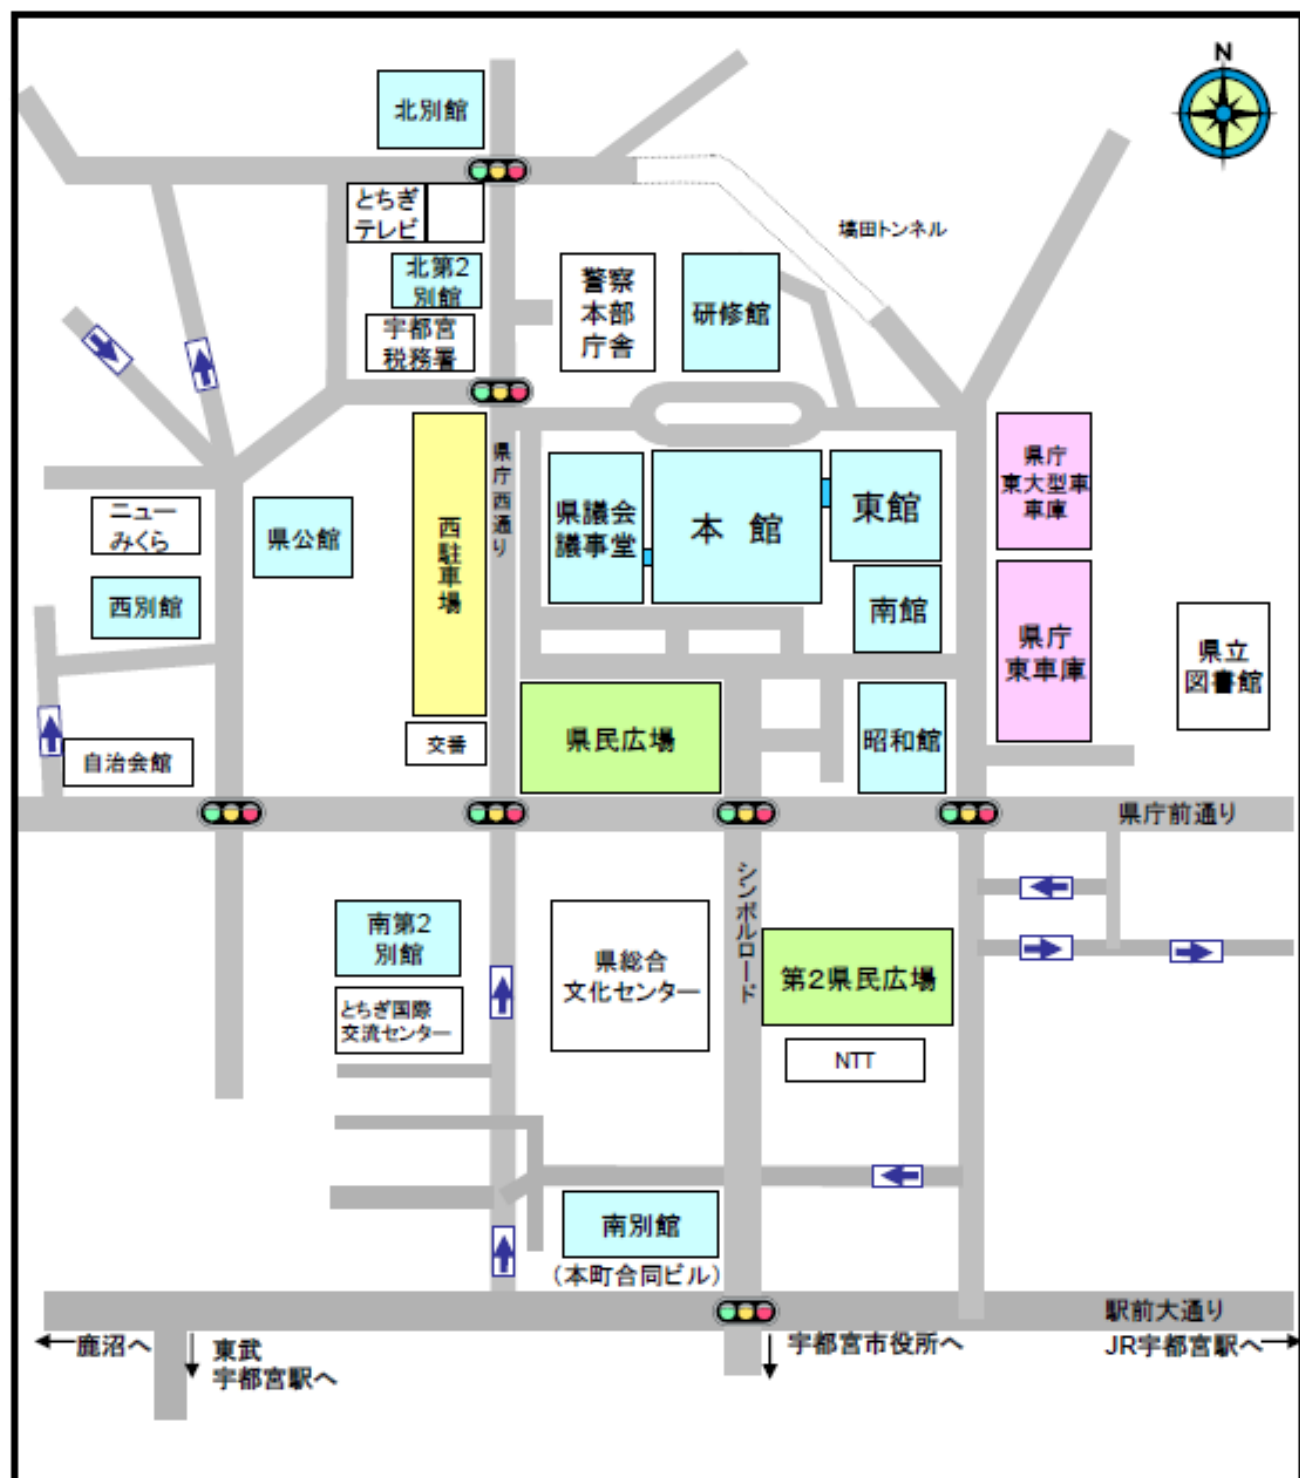 N
北別館
とちぎ
テレビ
塙田トンネル
北第2
別館
警察
本部
庁舎
研修館
宇都宮
税務署
県庁西通り
県庁
東大型車
車庫
ニュー
みくら
県公館
西駐車場
県議会
議事堂
本 館
東館
西別館
南館
県庁
東車庫
県立
図書館
自治会館
交番
県民広場
昭和館
県庁前通り
シンボルロード
南第2
別館
県総合
文化センター
第2県民広場
とちぎ国際
交流センター
NTT
南別館
(本町合同ビル)
駅前大通り
鹿沼へ
東武
宇都宮駅へ
宇都宮市役所へ
JR宇都宮駅へ